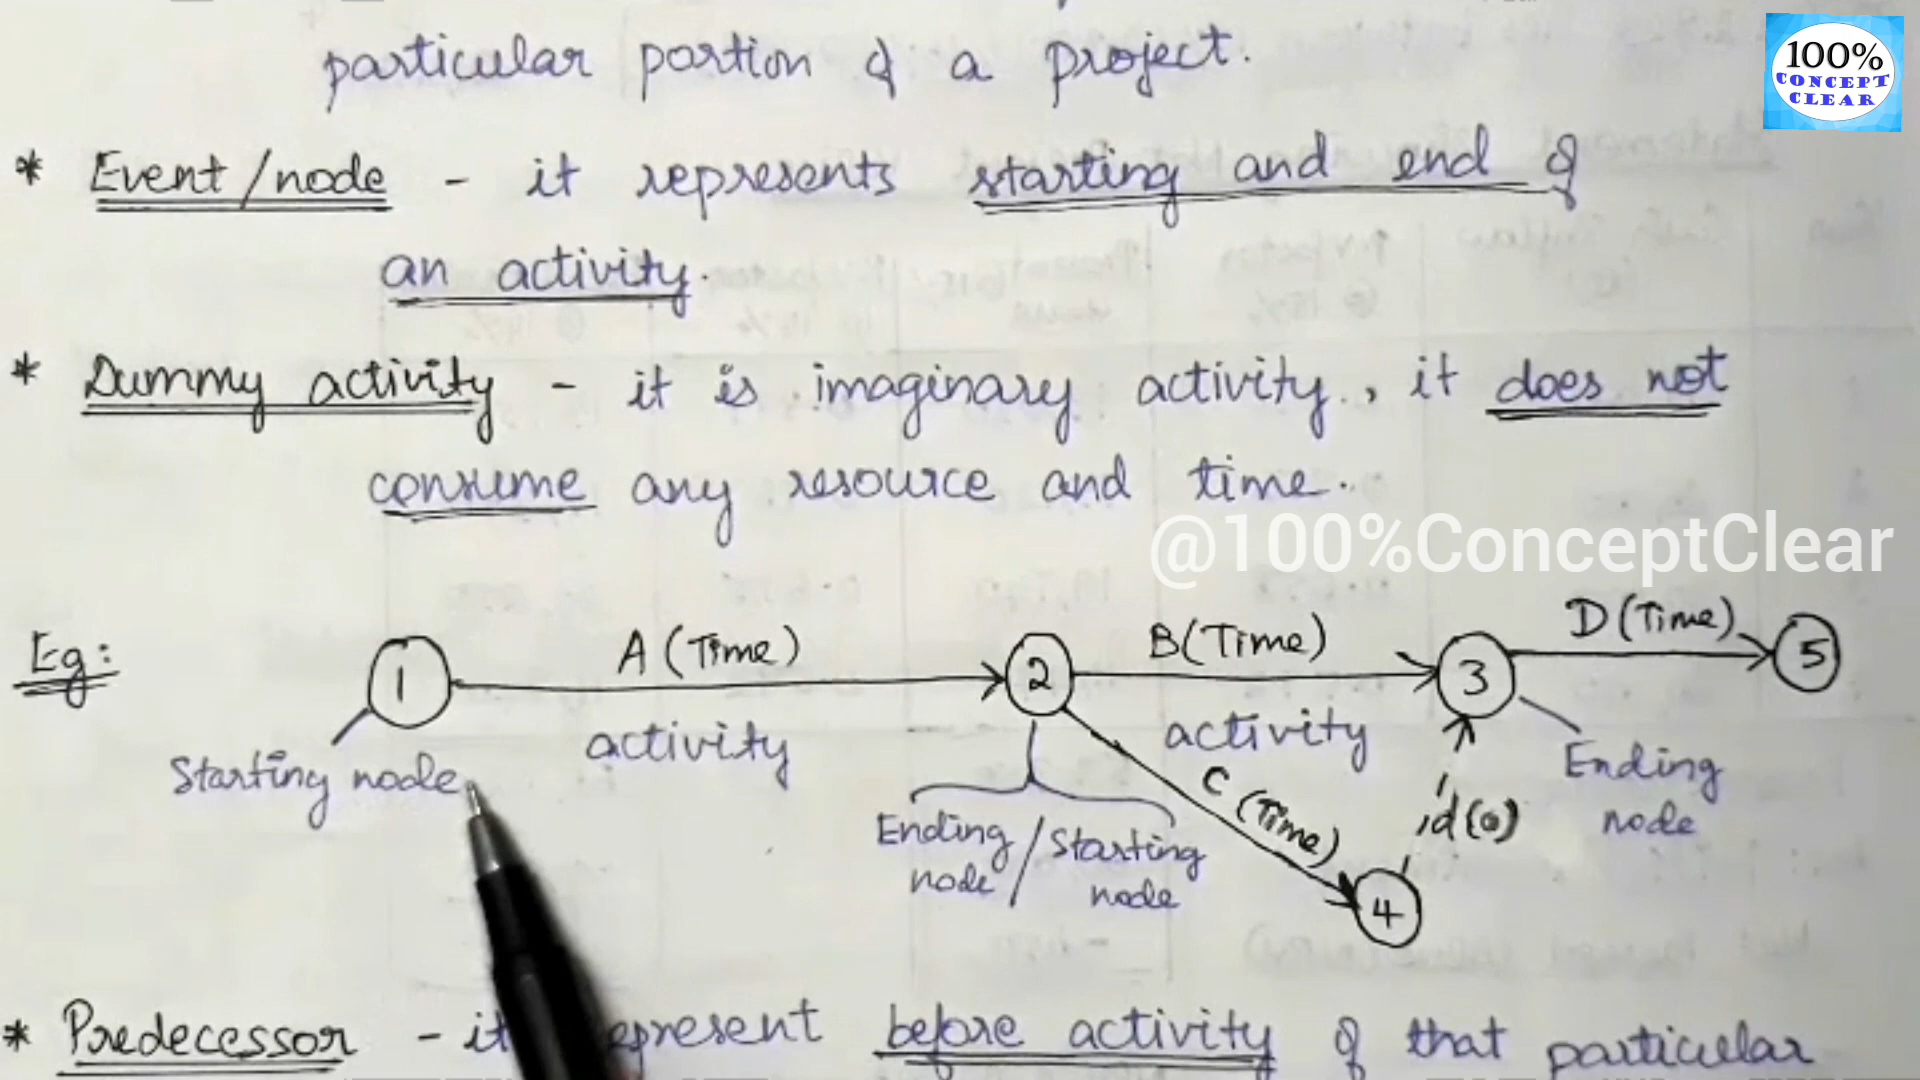 particular portion of a project.
100%
CONCEPT
CLEAR
* Event/node - it represents starting and end of
an activity.
* Dummy activity - it is imaginary activity, it does not
consume any resource and time.
@100%ConceptClear
Eg:
1
A (Time)
2
B(Time)
3
D(Time)
5
activity
activity
Starting node
Ending node
C (Time)
d(0)
Ending node / Starting node
4
* Predecessor - it represent before activity of that particular